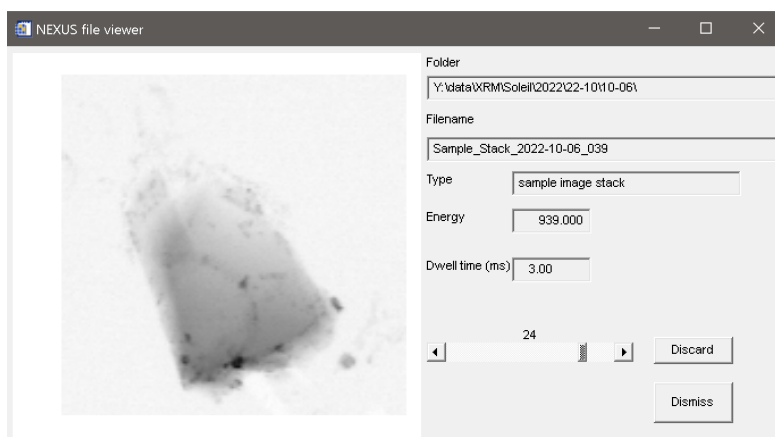 NEXUS file viewer
Folder
Y:\data\XRM\Soleil\2022\22-10\10-06\
Filename
Sample_Stack_2022-10-06_039
Type
sample image stack
Energy
939.000
Dwell time (ms)
3.00
24
Discard
Dismiss